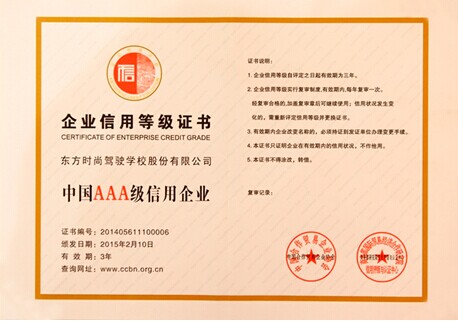 信
企业信用等级证书
CERTIFICATE OF ENTERPRISE CREDIT GRADE
东方时尚驾驶学校股份有限公司
中国AAA级信用企业
证书编号：201405611100006
颁发日期：2015年2月10日
有 效 期：3年
查询网址：www.ccbn.org.cn
证书说明：
1. 企业信用等级自评定之日起有效期为三年。
2. 企业信用等级实行复审制度,有效期内,每年复审一次。
经复审合格的,加盖复审章后可继续使用；信用状况发生变
化的，需重新评定信用等级并更换证书。
3. 有效期内企业改变名称的，必须持证到发证单位办理变更手续。
4. 本证书只证明企业在有效期内的信用状况，不作他用。
5. 本证书不得涂改，转借。
复审记录：